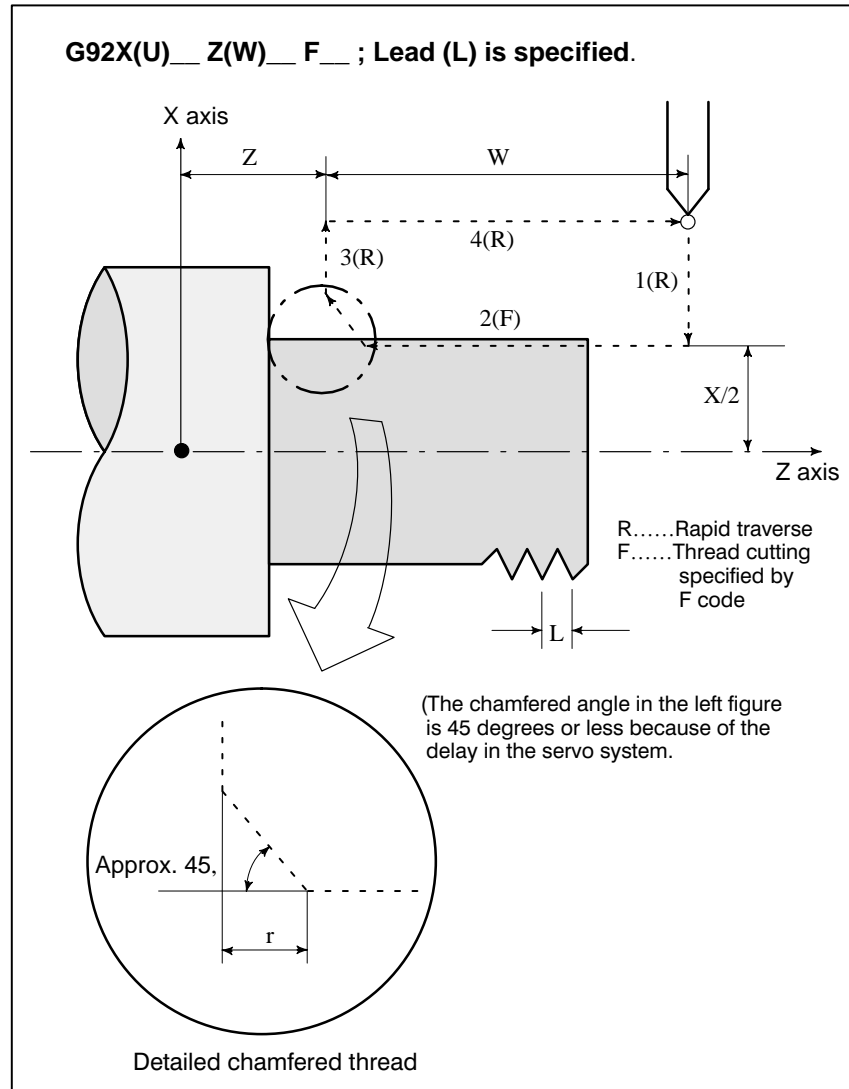 G92X(U)__ Z(W)__ F__ ; Lead (L) is specified.
X axis
Z
W
4(R)
3(R)
1(R)
2(F)
X/2
Z axis
R......Rapid traverse
F......Thread cutting
specified by
F code
L
(The chamfered angle in the left figure
is 45 degrees or less because of the
delay in the servo system.
Approx. 45,
r
Detailed chamfered thread